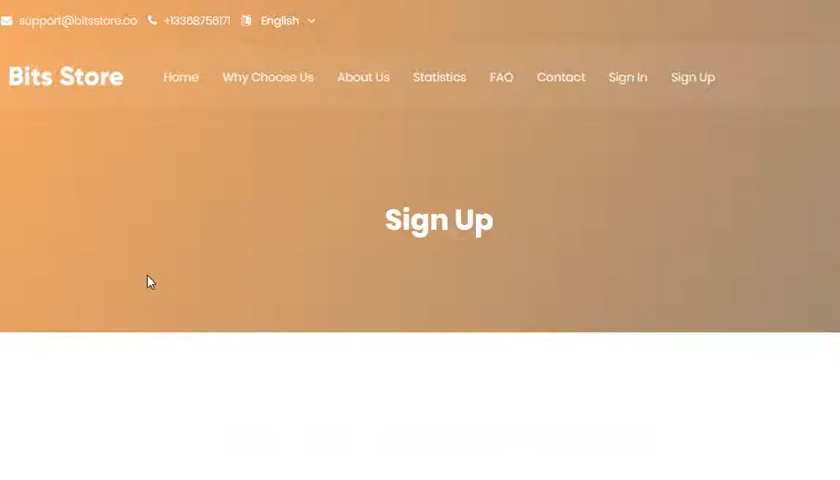 support@bitsstore.co +13368756171 English
Bits Store Home Why Choose Us About Us Statistics FAQ Contact Sign In Sign Up
Sign Up